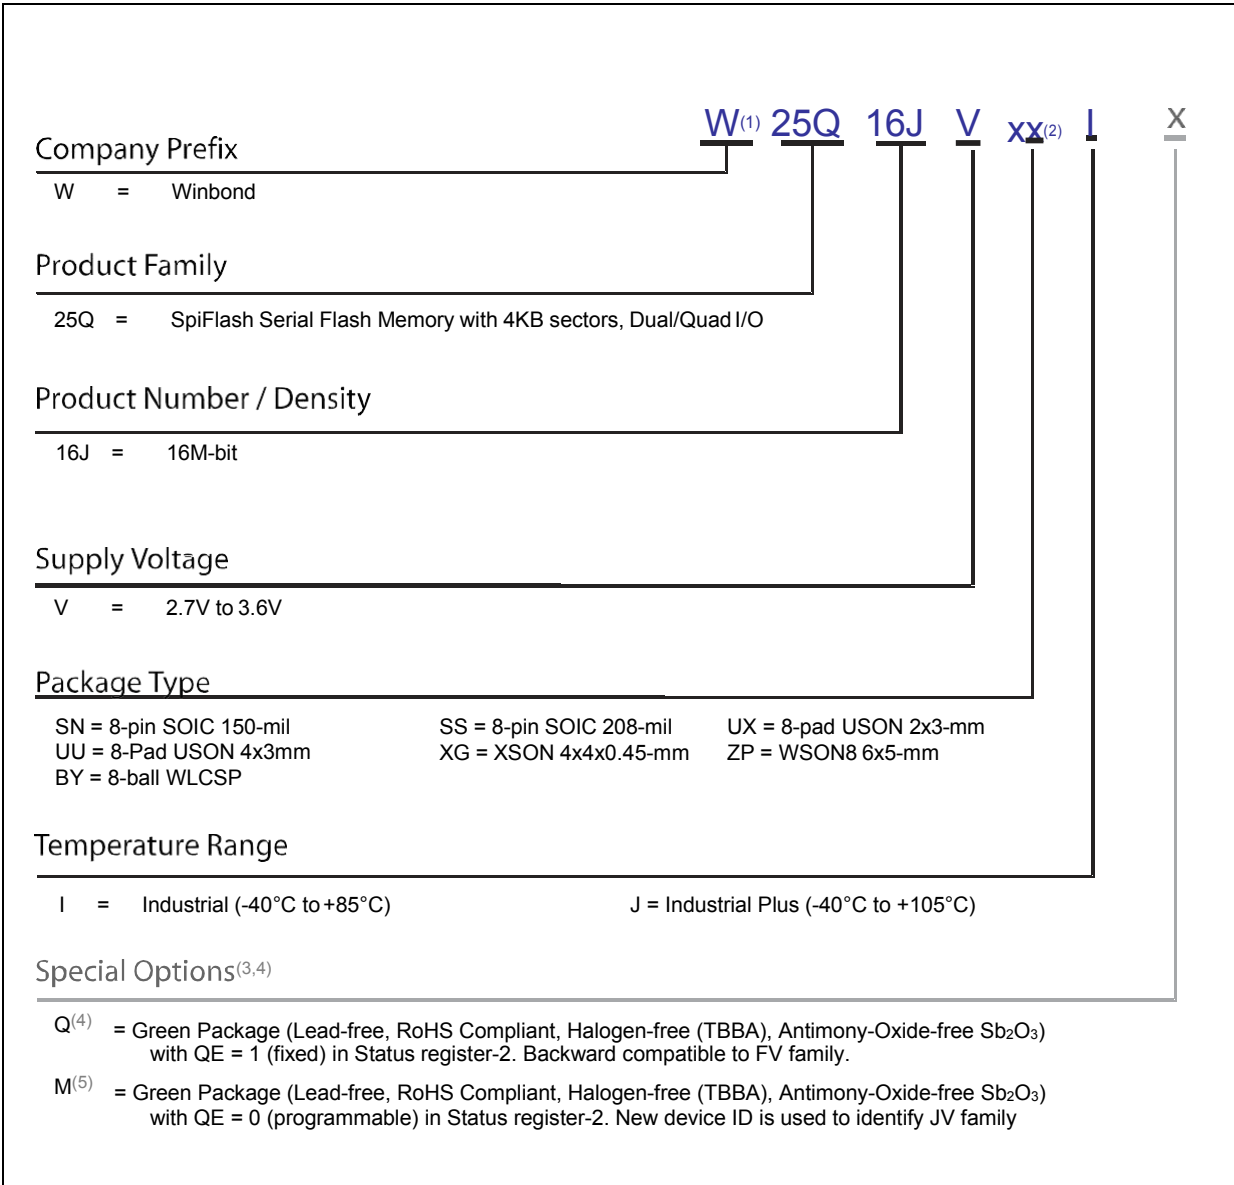 W(1) 25Q 16J V xx(2) I X
Company Prefix
W = Winbond
Product Family
25Q = SpiFlash Serial Flash Memory with 4KB sectors, Dual/Quad I/O
Product Number / Density
16J = 16M-bit
Supply Voltage
V = 2.7V to 3.6V
Package Type
SN = 8-pin SOIC 150-mil SS = 8-pin SOIC 208-mil UX = 8-pad USON 2x3-mm
UU = 8-Pad USON 4x3mm XG = XSON 4x4x0.45-mm ZP = WSON8 6x5-mm
BY = 8-ball WLCSP
Temperature Range
I = Industrial (-40°C to +85°C) J = Industrial Plus (-40°C to +105°C)
Special Options(3,4)
Q(4) = Green Package (Lead-free, RoHS Compliant, Halogen-free (TBBA), Antimony-Oxide-free Sb₂O₃)
with QE = 1 (fixed) in Status register-2. Backward compatible to FV family.
M(5) = Green Package (Lead-free, RoHS Compliant, Halogen-free (TBBA), Antimony-Oxide-free Sb₂O₃)
with QE = 0 (programmable) in Status register-2. New device ID is used to identify JV family